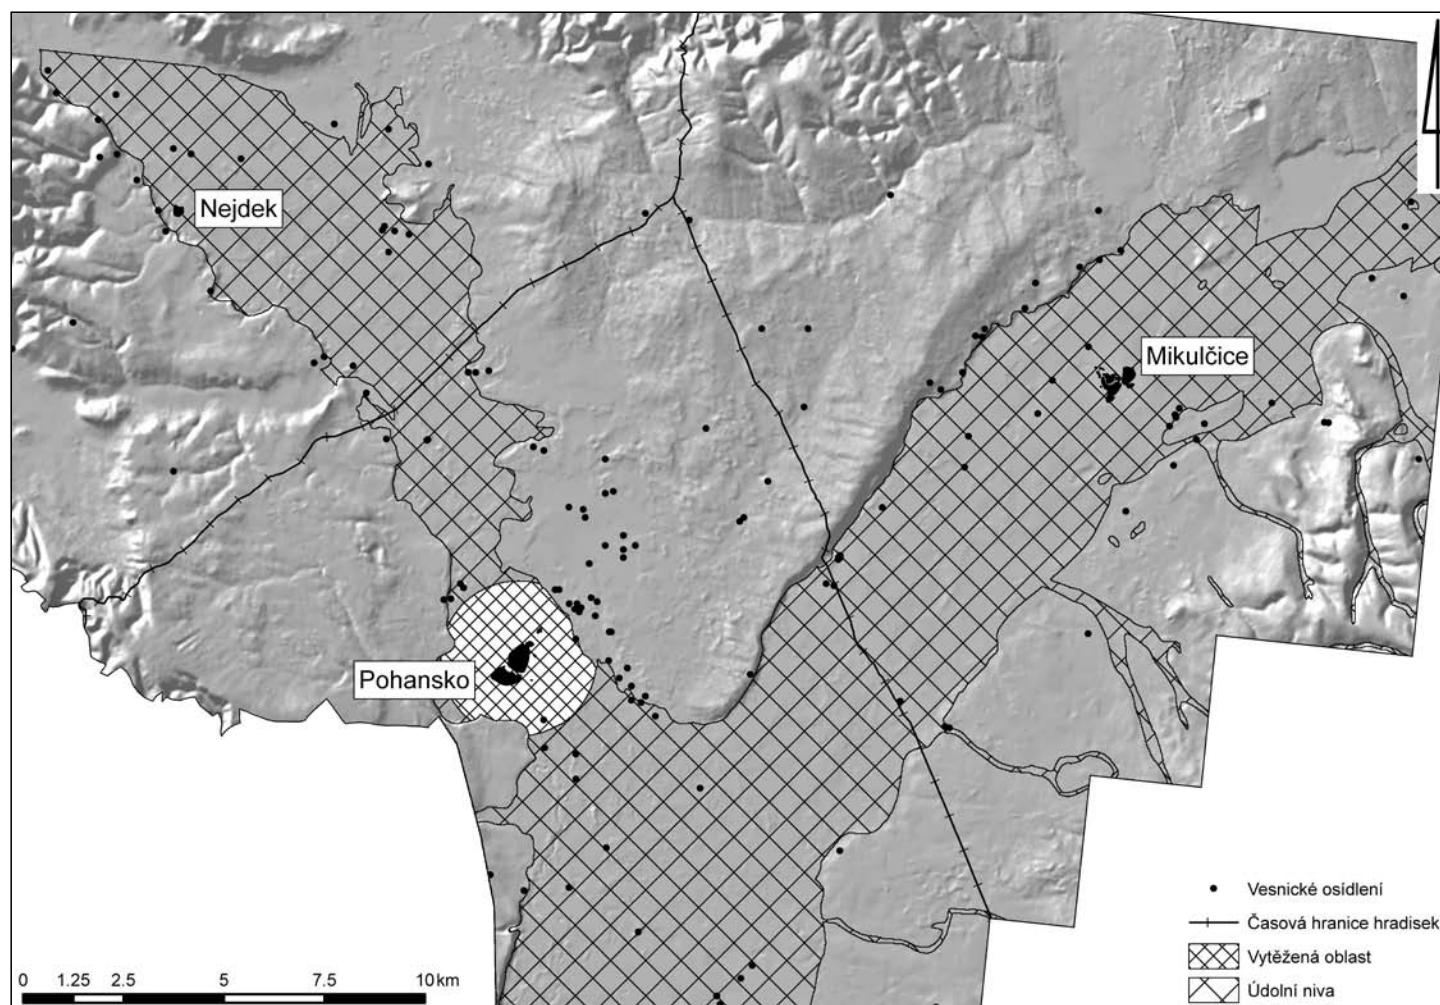 Nejdek
Mikulčice
Pohansko
Vesnické osídlení
Časová hranice hradisek
Vytěžená oblast
Údolní niva
0 1.25 2.5 5 7.5 10 km